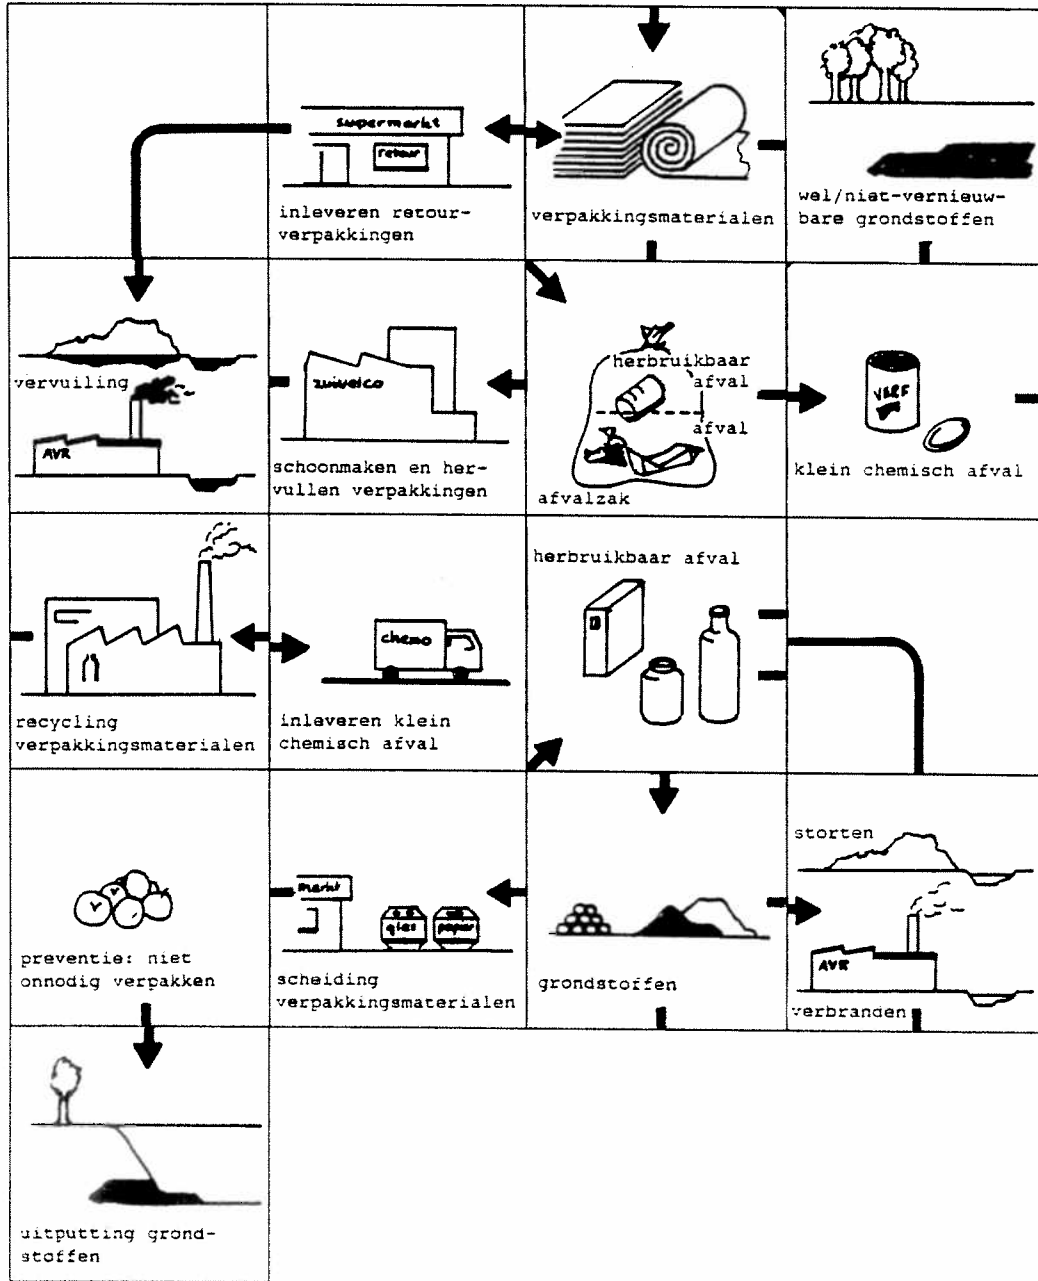 supermarkt
retour
inleveren retour-
verpakkingen
verpakkingsmaterialen
wel/niet-vernieuw-
bare grondstoffen
vervuiling
AVR
zuivelco
schoonmaken en her-
vullen verpakkingen
herbruikbaar
afval
afval
afvalzak
VERF
klein chemisch afval
recycling
verpakkingsmaterialen
chemo
inleveren klein
chemisch afval
herbruikbaar afval
preventie: niet
onnodig verpakken
markt
glas
papier
scheiding
verpakkingsmaterialen
grondstoffen
storten
AVR
verbranden
uitputting grond-
stoffen